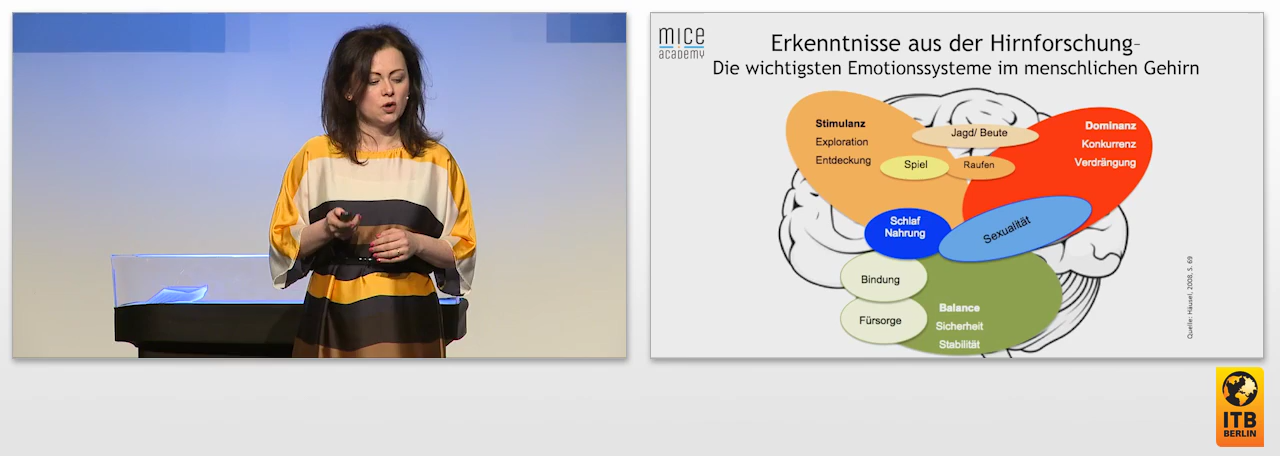 mice
academy
Erkenntnisse aus der Hirnforschung–
Die wichtigsten Emotionssysteme im menschlichen Gehirn
Stimulanz
Exploration
Entdeckung
Jagd/ Beute
Spiel
Raufen
Dominanz
Konkurrenz
Verdrängung
Schlaf
Nahrung
Sexualität
Bindung
Fürsorge
Balance
Sicherheit
Stabilität
Quelle: Häusel, 2008, S. 69
ITB
BERLIN